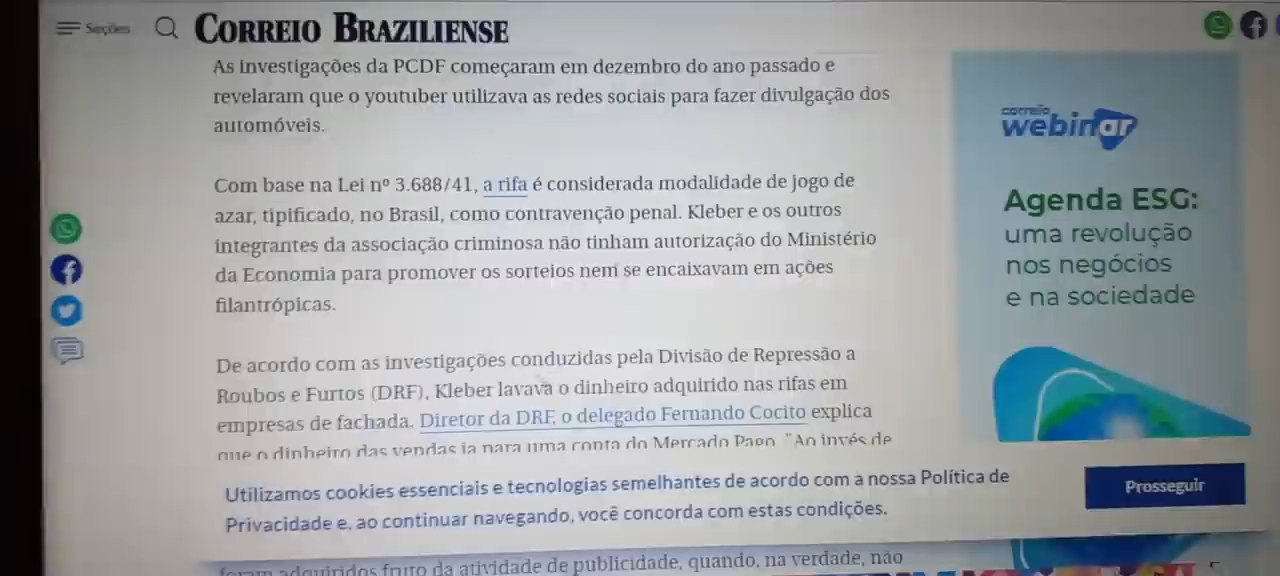 Seções
CORREIO BRAZILIENSE
As investigações da PCDF começaram em dezembro do ano passado e
revelaram que o youtuber utilizava as redes sociais para fazer divulgação dos
automóveis.
Com base na Lei nº 3.688/41, a rifa é considerada modalidade de jogo de
azar, tipificado, no Brasil, como contravenção penal. Kleber e os outros
integrantes da associação criminosa não tinham autorização do Ministério
da Economia para promover os sorteios nem se encaixavam em ações
filantrópicas.
De acordo com as investigações conduzidas pela Divisão de Repressão a
Roubos e Furtos (DRF), Kleber lavava o dinheiro adquirido nas rifas em
empresas de fachada. Diretor da DRF, o delegado Fernando Cocito explica
que o dinheiro das vendas ia para uma conta do Mercado Pago. "Ao invés de
Utilizamos cookies essenciais e tecnologias semelhantes de acordo com a nossa Política de
Privacidade e, ao continuar navegando, você concorda com estas condições.
Prosseguir
foram adquiridos fruto da atividade de publicidade, quando, na verdade, não
correio
webinar
Agenda ESG:
uma revolução
nos negócios
e na sociedade